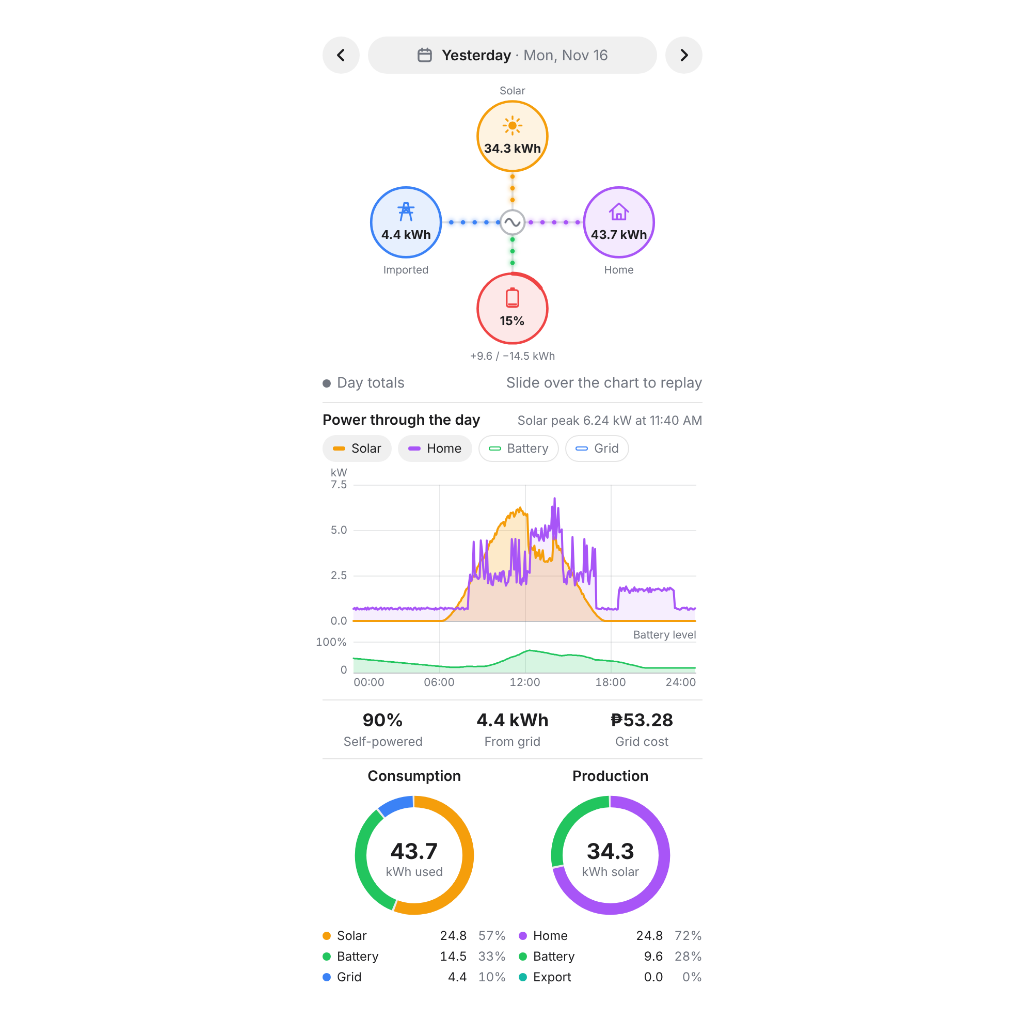 Yesterday · Mon, Nov 16
Solar
34.3 kWh
4.4 kWh
43.7 kWh
Imported
Home
15%
+9.6 / −14.5 kWh
Day totals
Slide over the chart to replay
Power through the day
Solar peak 6.24 kW at 11:40 AM
Solar
Home
Battery
Grid
kW
7.5
5.0
2.5
0.0
Battery level
100%
0
00:00 06:00 12:00 18:00 24:00
90% 4.4 kWh ₱53.28
Self-powered From grid Grid cost
Consumption
Production
43.7
kWh used
34.3
kWh solar
Solar 24.8 57%
Battery 14.5 33%
Grid 4.4 10%
Home 24.8 72%
Battery 9.6 28%
Export 0.0 0%